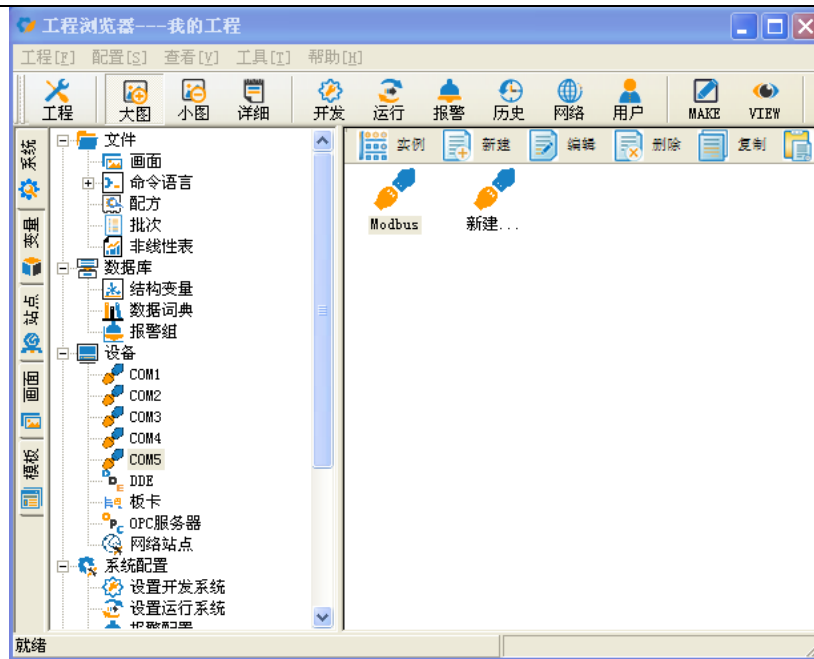 工程浏览器---我的工程
工程[F] 配置[S] 查看[V] 工具[T] 帮助[H]
工程 大图 小图 详细 开发 运行 报警 历史 网络 用户 MAKE VIEW
系统
变量
站点
画面
模板
文件
画面
命令语言
配方
批次
非线性表
数据库
结构变量
数据词典
报警组
设备
COM1
COM2
COM3
COM4
COM5
DDE
板卡
OPC服务器
网络站点
系统配置
设置开发系统
设置运行系统
报警配置
实例 新建 编辑 删除 复制
Modbus 新建...
就绪